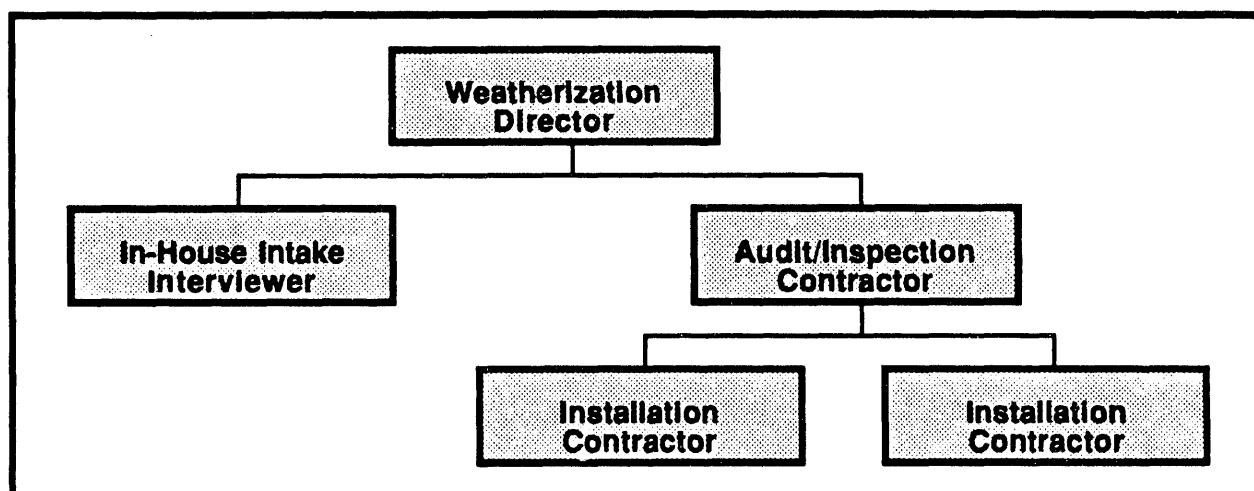 Weatherization
Director
In-House Intake
Interviewer
Audit/Inspection
Contractor
Installation
Contractor
Installation
Contractor